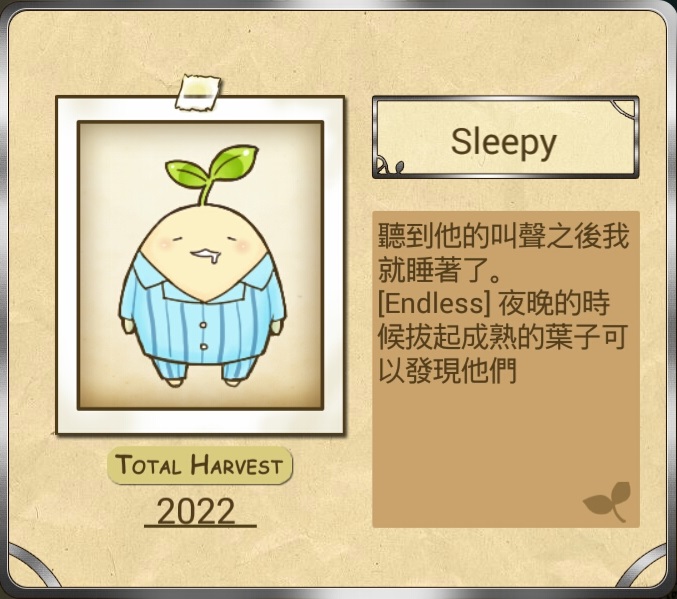 Sleepy
聽到他的叫聲之後我
就睡著了。
[Endless] 夜晚的時
候拔起成熟的葉子可
以發現他們
TOTAL HARVEST
2022